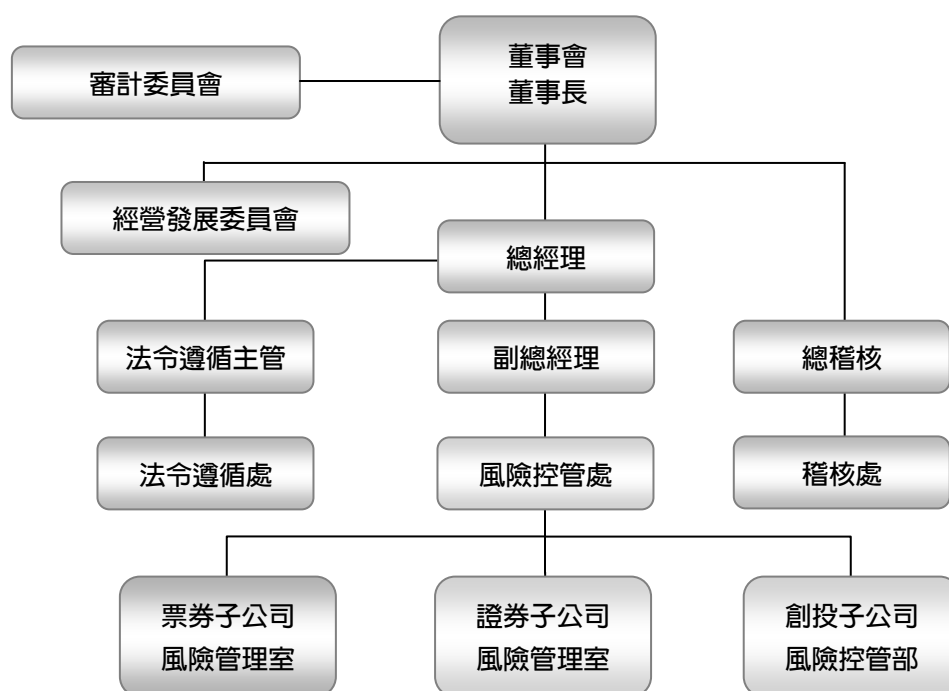 董事會
董事長
審計委員會
經營發展委員會
總經理
法令遵循主管
副總經理
總稽核
法令遵循處
風險控管處
稽核處
票券子公司
風險管理室
證券子公司
風險管理室
創投子公司
風險控管部